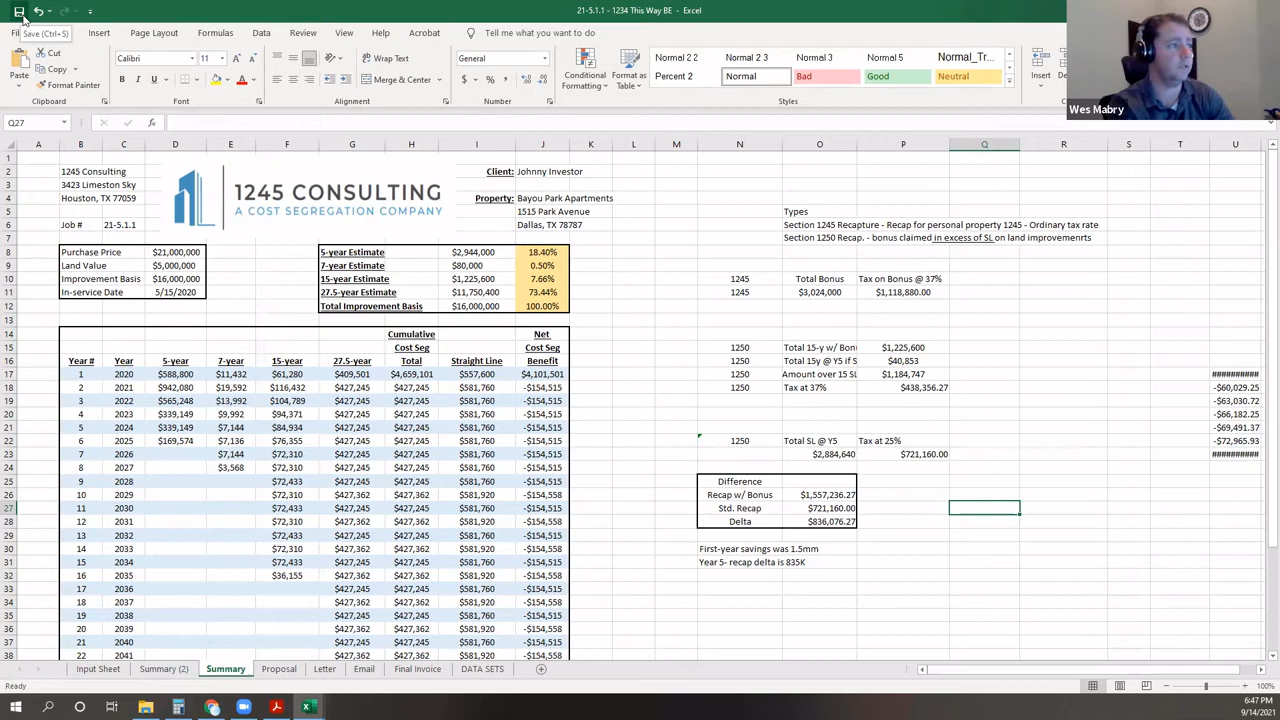 21-5.1.1 - 1234 This Way BE - Excel
Save (Ctrl+S)
Insert Page Layout Formulas Data Review View Help Acrobat Tell me what you want to do
Paste Cut Copy Format Painter
Calibri 11
Wrap Text
Merge & Center
General
Conditional Formatting Format as Table
Normal 2 2 Normal 2 3 Normal Normal_Tr...
Percent 2 Normal Bad Good Neutral
Insert
Clipboard Font Alignment Number Styles
Wes Mabry
Q27
A B C D E F G H I J K L M N O P Q R S T U
1245 Consulting
3423 Limeston Sky
Houston, TX 77059
Job # 21-5.1.1
1245 CONSULTING
A COST SEGREGATION COMPANY
Client: Johnny Investor
Property: Bayou Park Apartments
1515 Park Avenue
Dallas, TX 78787
Types
Section 1245 Recapture - Recap for personal property 1245 - Ordinary tax rate
Section 1250 Recap. - bonus claimed in excess of SL on land improvemenrts
Purchase Price $21,000,000
Land Value $5,000,000
Improvement Basis $16,000,000
In-service Date 5/15/2020
5-year Estimate $2,944,000 18.40%
7-year Estimate $80,000 0.50%
15-year Estimate $1,225,600 7.66%
27.5-year Estimate $11,750,400 73.44%
Total Improvement Basis $16,000,000 100.00%
1245 Total Bonus Tax on Bonus @ 37%
1245 $3,024,000 $1,118,880.00
1250 Total 15-y w/ Bonu $1,225,600
1250 Total 15y @ Y5 if S $40,853
1250 Amount over 15 SL $1,184,747
1250 Tax at 37% $438,356.27
1250 Total SL @ Y5 Tax at 25%
$2,884,640 $721,160.00
Difference
Recap w/ Bonus $1,557,236.27
Std. Recap $721,160.00
Delta $836,076.27
First-year savings was 1.5mm
Year 5- recap delta is 835K
##########
-$60,029.25
-$63,030.72
-$66,182.25
-$69,491.37
-$72,965.93
##########
Cumulative Net
Cost Seg Cost Seg
Year # Year 5-year 7-year 15-year 27.5-year Total Straight Line Benefit
1 2020 $588,800 $11,432 $61,280 $409,501 $4,659,101 $557,600 $4,101,501
2 2021 $942,080 $19,592 $116,432 $427,245 $427,245 $581,760 -$154,515
3 2022 $565,248 $13,992 $104,789 $427,245 $427,245 $581,760 -$154,515
4 2023 $339,149 $9,992 $94,371 $427,245 $427,245 $581,760 -$154,515
5 2024 $339,149 $7,144 $84,934 $427,245 $427,245 $581,760 -$154,515
6 2025 $169,574 $7,136 $76,355 $427,245 $427,245 $581,760 -$154,515
7 2026 $7,144 $72,310 $427,245 $427,245 $581,760 -$154,515
8 2027 $3,568 $72,310 $427,245 $427,245 $581,760 -$154,515
9 2028 $72,433 $427,245 $427,245 $581,760 -$154,515
10 2029 $72,310 $427,362 $427,362 $581,920 -$154,558
11 2030 $72,433 $427,245 $427,245 $581,760 -$154,515
12 2031 $72,310 $427,362 $427,362 $581,920 -$154,558
13 2032 $72,433 $427,245 $427,245 $581,760 -$154,515
14 2033 $72,310 $427,362 $427,362 $581,920 -$154,558
15 2034 $72,433 $427,245 $427,245 $581,760 -$154,515
16 2035 $36,155 $427,362 $427,362 $581,920 -$154,558
17 2036 $427,245 $427,245 $581,760 -$154,515
18 2037 $427,362 $427,362 $581,920 -$154,558
19 2038 $427,245 $427,245 $581,760 -$154,515
20 2039 $427,362 $427,362 $581,920 -$154,558
21 2040 $427,245 $427,245 $581,760 -$154,515
22 2041 $427,362 $427,362 $581,920 -$154,558
Input Sheet Summary (2) Summary Proposal Letter Email Final Invoice DATA SETS
Ready 100%
6:47 PM
9/14/2021